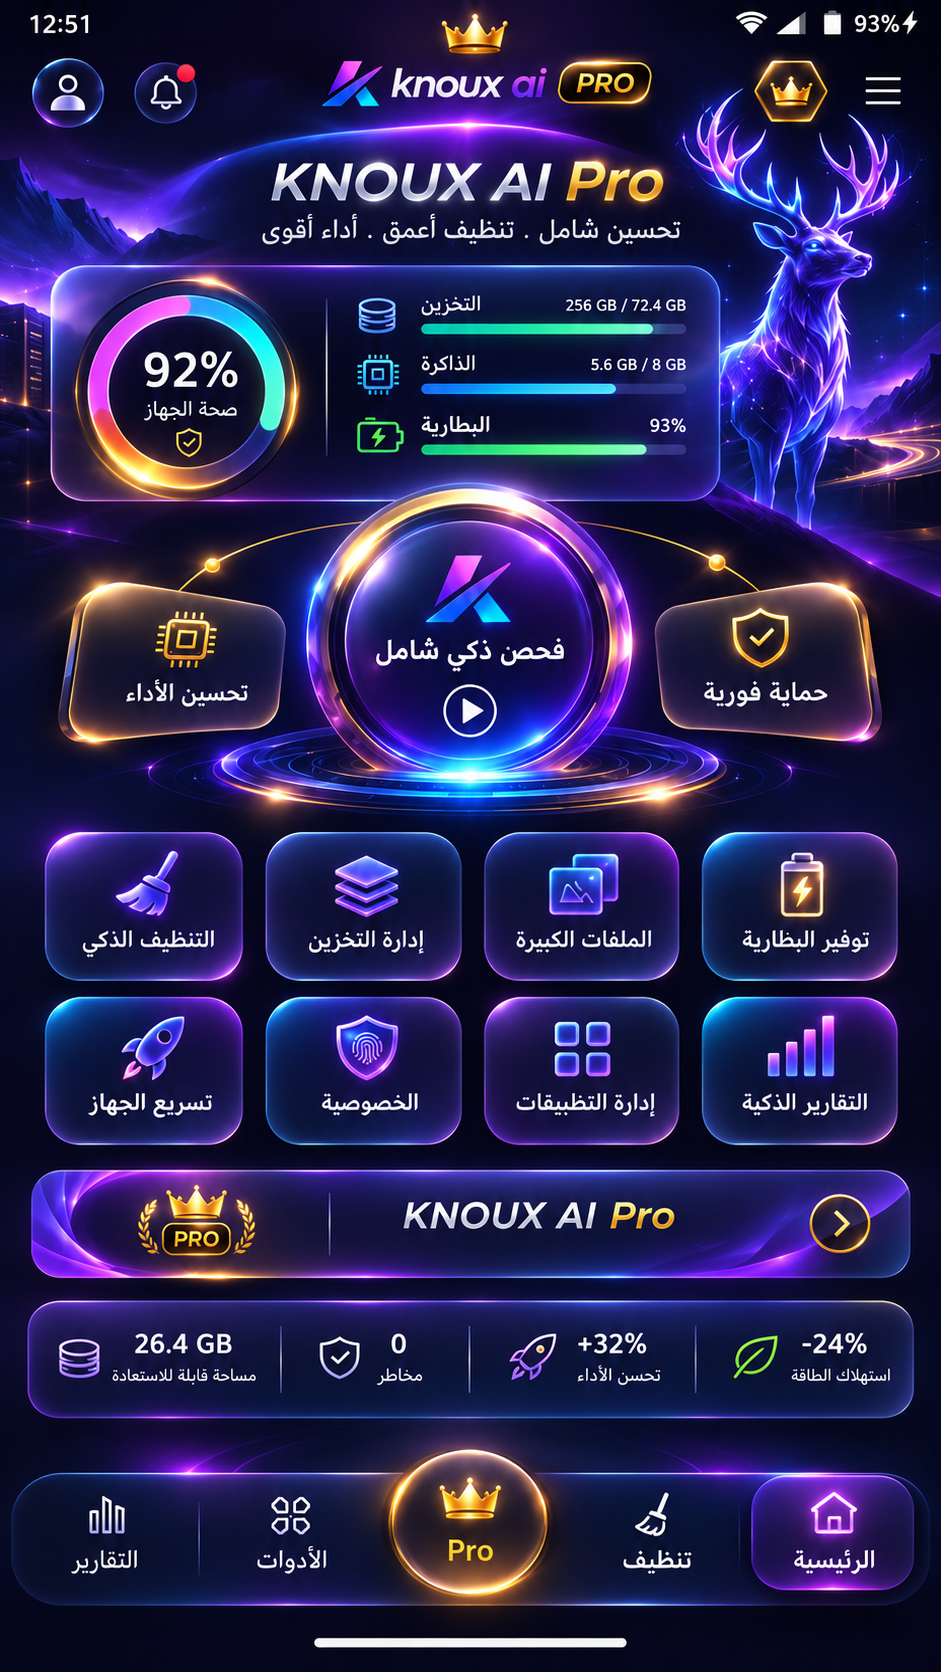 12:51
93%
knoux ai PRO
KNOUX AI Pro
تحسين شامل . تنظيف أعمق . أداء أقوى
92%
صحة الجهاز
التخزين
256 GB / 72.4 GB
الذاكرة
5.6 GB / 8 GB
البطارية
93%
تحسين الأداء
فحص ذكي شامل
حماية فورية
التنظيف الذكي
إدارة التخزين
الملفات الكبيرة
توفير البظارية
تسريع الجهاز
الخصوصية
إدارة التظبيقات
التقارير الذكية
PRO
KNOUX AI Pro
26.4 GB
مساحة قابلة للاستعادة
0
مخاطر
+32%
تحسن الأداء
-24%
استهلاك الطاقة
التقارير
الأدوات
Pro
تنظيف
الرئيسية